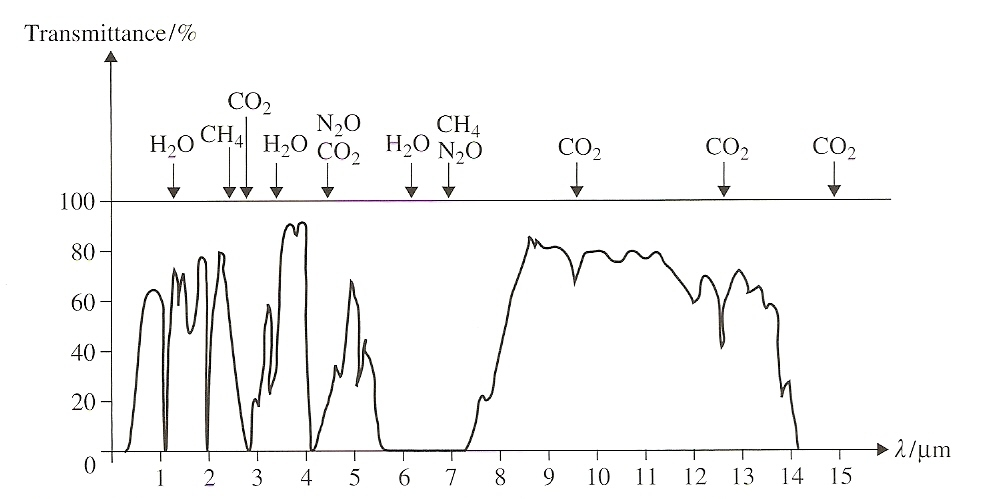 Transmittance/%
CO₂
N₂O
CH₄
H₂O CH₄ H₂O CO₂ H₂O N₂O CO₂ CO₂ CO₂
100
80
60
40
20
0
1 2 3 4 5 6 7 8 9 10 11 12 13 14 15 λ/μm